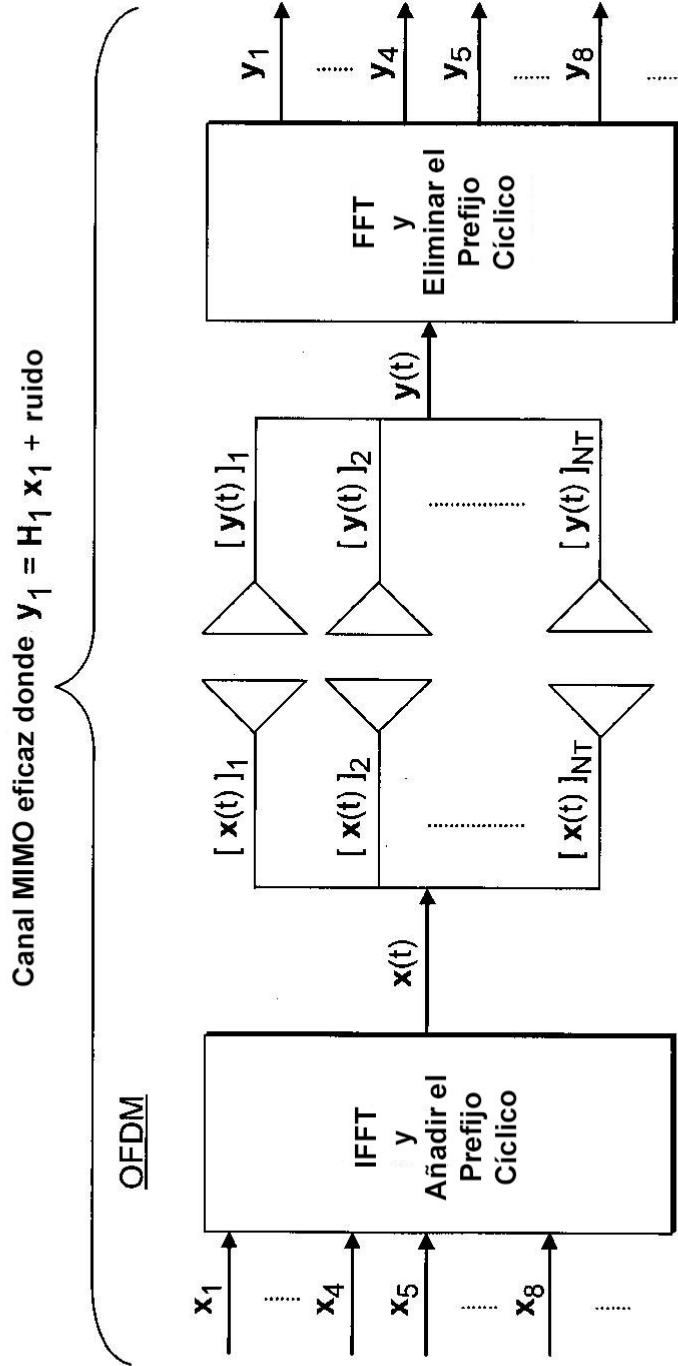 Canal MIMO eficaz donde y₁ = H₁ x₁ + ruido
OFDM
x₁
........
x₄
x₅
........
x₈
........
IFFT
y
Añadir el
Prefijo
Cíclico
x(t)
[ x(t) ]₁
[ x(t) ]₂
................
[ x(t) ]NT
[ y(t) ]₁
[ y(t) ]₂
................
[ y(t) ]NT
y(t)
FFT
y
Eliminar el
Prefijo
Cíclico
y₁
........
y₄
y₅
........
y₈
........